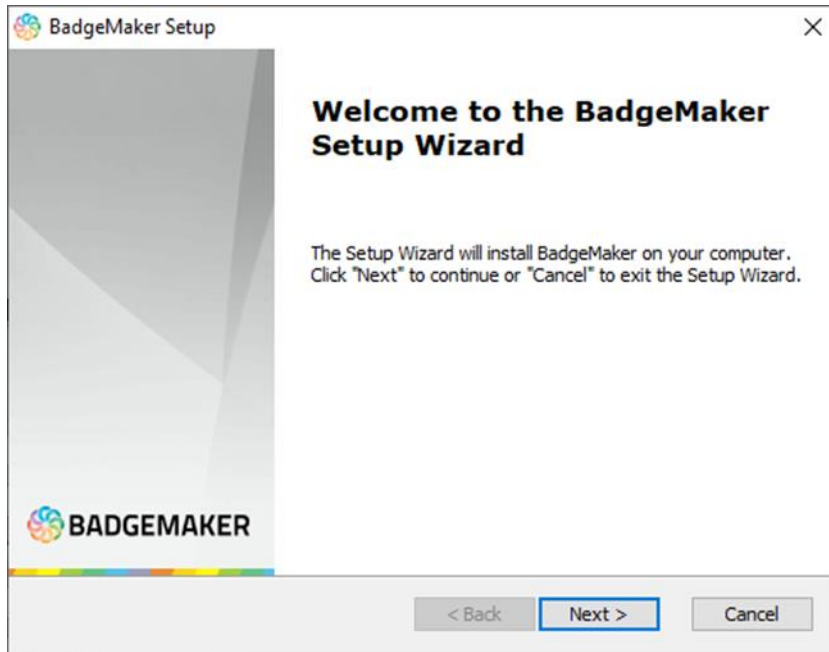 BadgeMaker Setup
Welcome to the BadgeMaker
Setup Wizard
The Setup Wizard will install BadgeMaker on your computer.
Click "Next" to continue or "Cancel" to exit the Setup Wizard.
BADGEMAKER
< Back
Next >
Cancel